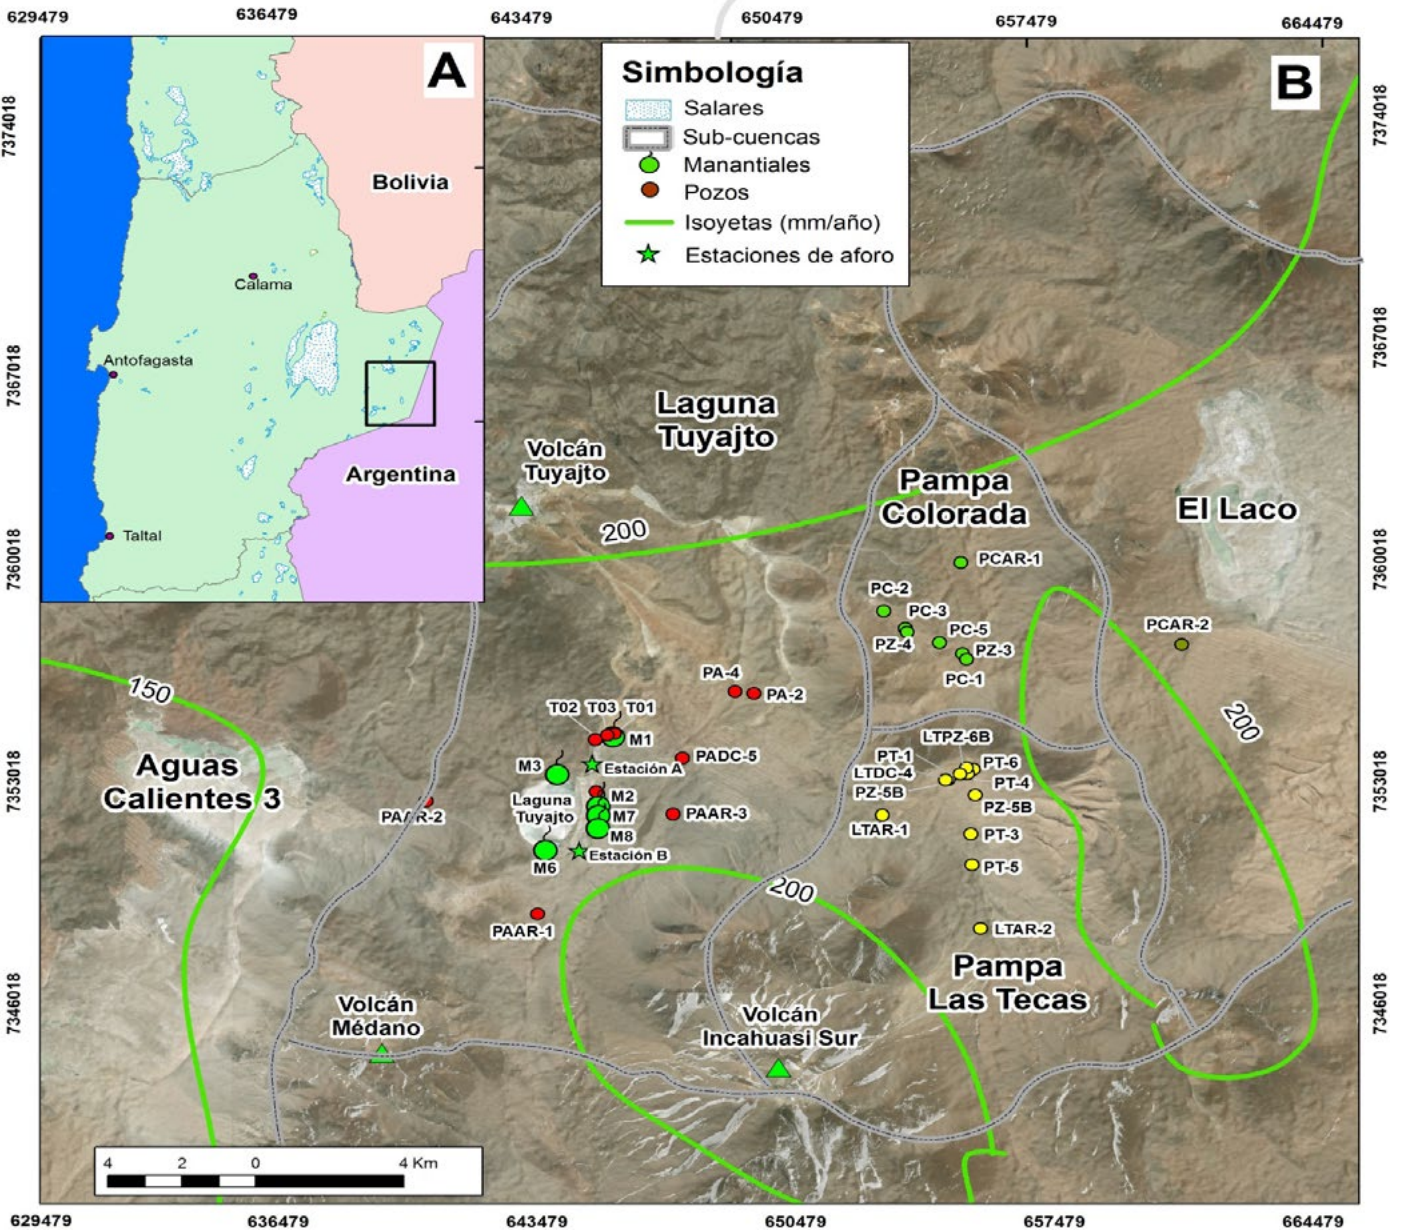 629479
636479
643479
650479
657479
664479
7374018
7367018
7360018
7353018
7346018
A
Bolivia
Calama
Antofagasta
Argentina
Taltal
Simbología
Salares
Sub-cuencas
Manantiales
Pozos
Isoyetas (mm/año)
Estaciones de aforo
B
7374018
7367018
7360018
7353018
7346018
Laguna
Tuyajto
Volcán
Tuyajto
200
Pampa
Colorada
El Laco
PCAR-1
PC-2
PC-3
PZ-4
PC-5
PZ-3
PC-1
PCAR-2
PA-4
PA-2
200
150
T02
T03
T01
M1
Aguas
Calientes 3
M3
Estación A
PADC-5
PAAR-2
Laguna
Tuyajto
M2
M7
M8
PAAR-3
Estación B
M6
LTPZ-6B
PT-1
PT-6
LTDC-4
PT-4
PZ-5B
PZ-5B
LTAR-1
PT-3
PT-5
200
PAAR-1
LTAR-2
Pampa
Las Tecas
Volcán
Médano
Volcán
Incahuasi Sur
4 2 0 4 Km
629479
636479
643479
650479
657479
664479